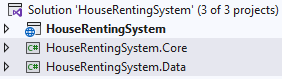 Solution 'HouseRentingSystem' (3 of 3 projects)
HouseRentingSystem
HouseRentingSystem.Core
HouseRentingSystem.Data